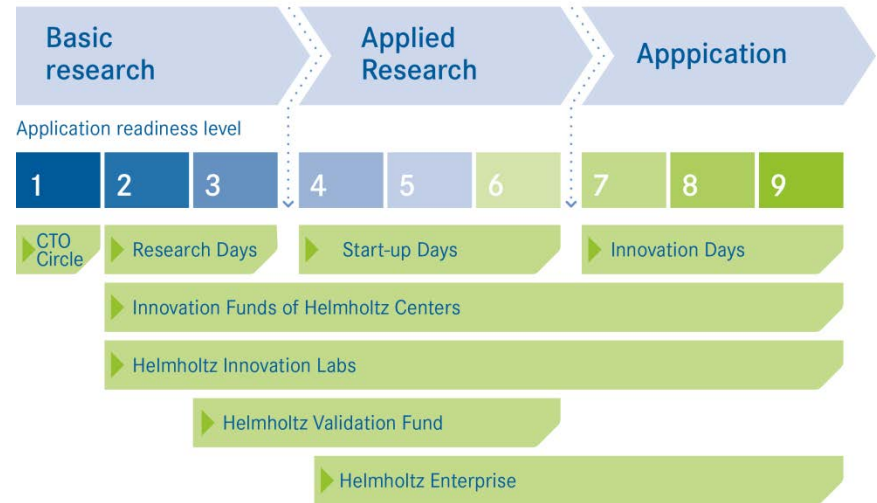 Basic
research
Applied
Research
Apppication
Application readiness level
1 2 3 4 5 6 7 8 9
CTO
Circle
Research Days
Start-up Days
Innovation Days
Innovation Funds of Helmholtz Centers
Helmholtz Innovation Labs
Helmholtz Validation Fund
Helmholtz Enterprise